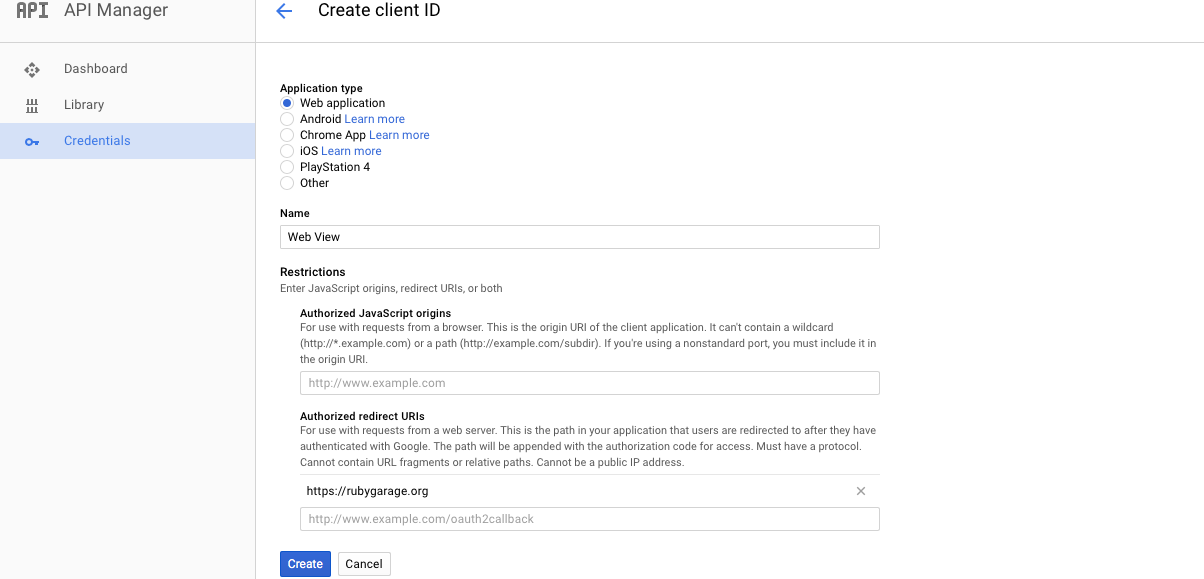 API API Manager
Create client ID
Dashboard
Library
Credentials
Application type
Web application
Android Learn more
Chrome App Learn more
iOS Learn more
PlayStation 4
Other
Name
Web View
Restrictions
Enter JavaScript origins, redirect URIs, or both
Authorized JavaScript origins
For use with requests from a browser. This is the origin URI of the client application. It can't contain a wildcard
(http://*.example.com) or a path (http://example.com/subdir). If you're using a nonstandard port, you must include it in
the origin URI.
http://www.example.com
Authorized redirect URIs
For use with requests from a web server. This is the path in your application that users are redirected to after they have
authenticated with Google. The path will be appended with the authorization code for access. Must have a protocol.
Cannot contain URL fragments or relative paths. Cannot be a public IP address.
https://rubygarage.org
http://www.example.com/oauth2callback
Create Cancel